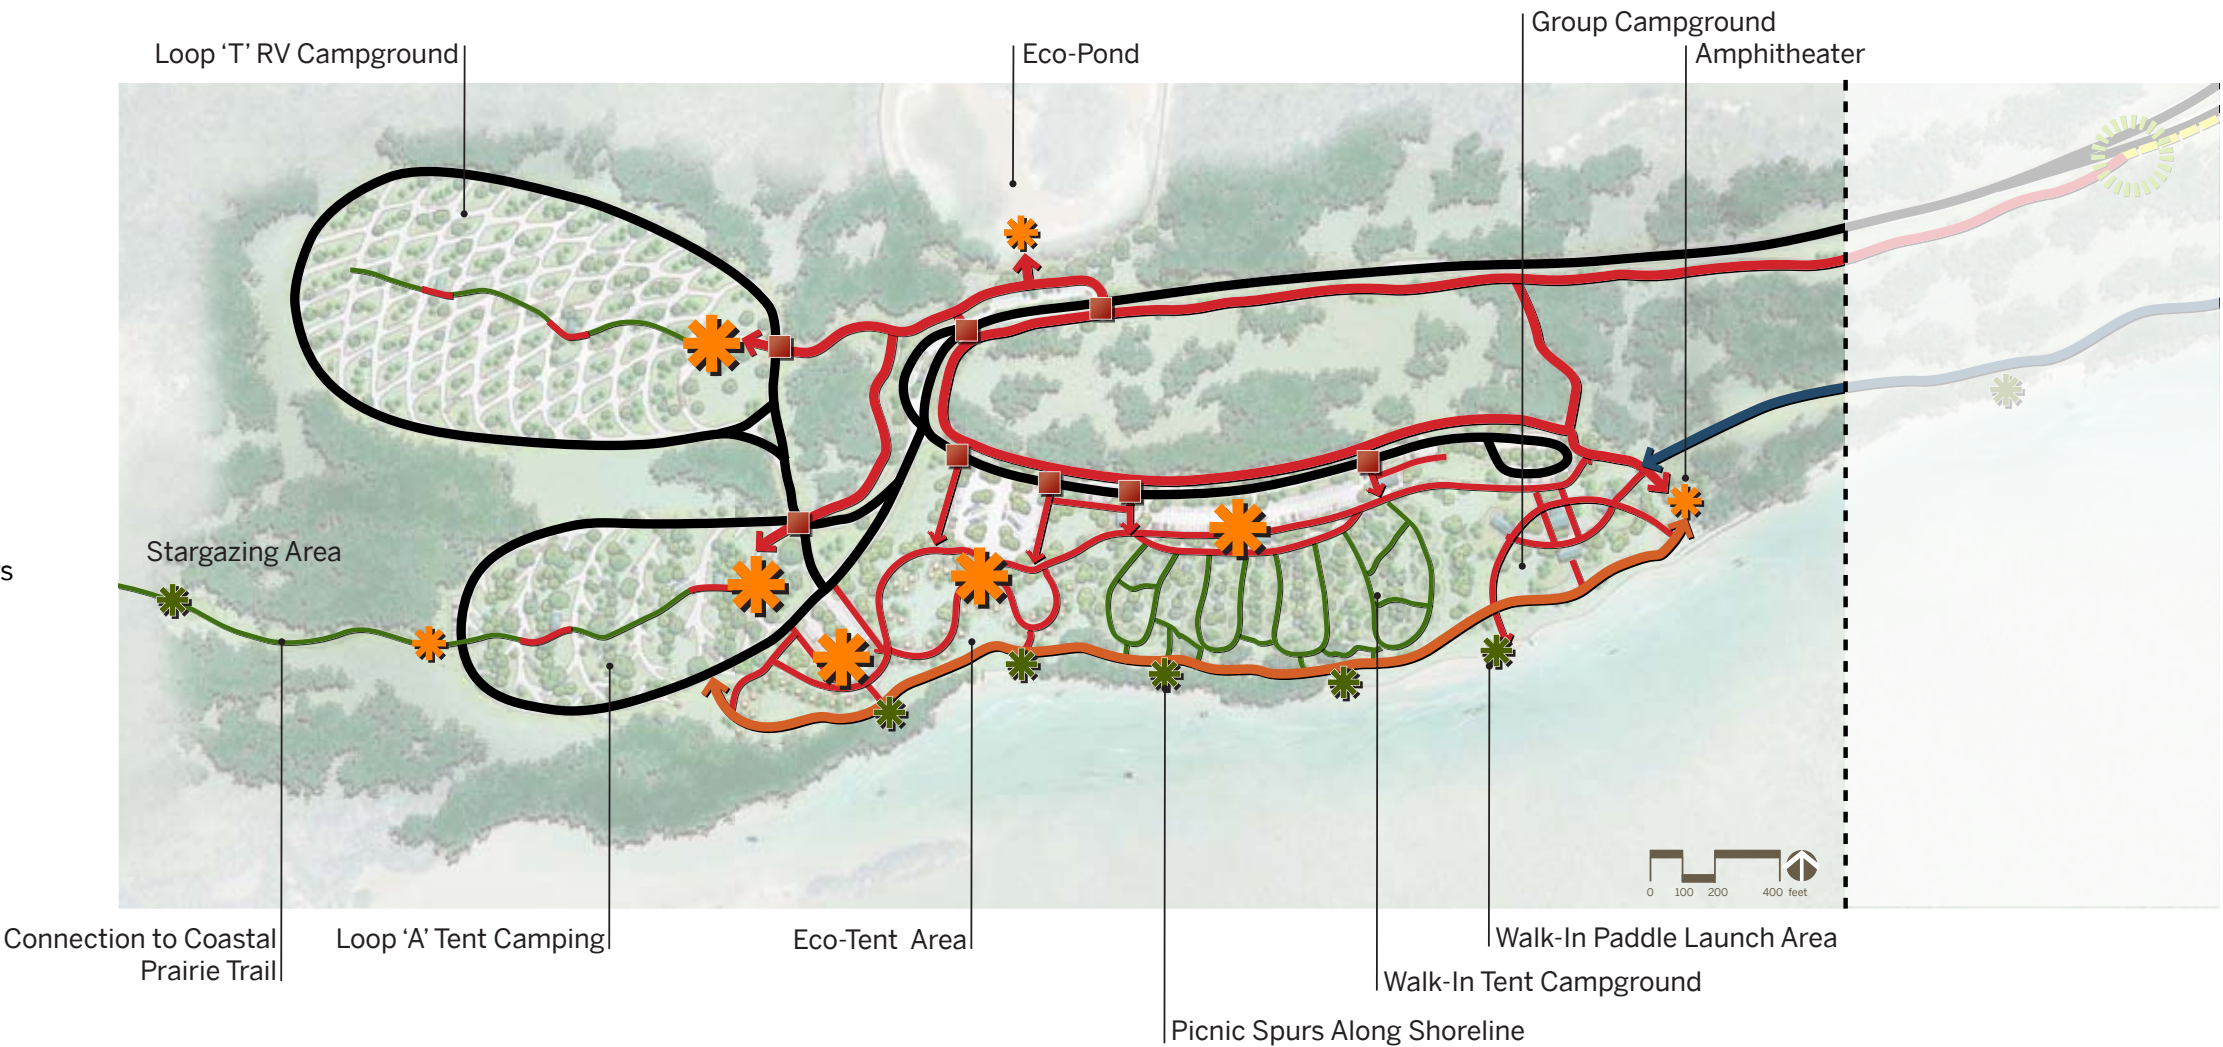 Group Campground
Loop ‘T’ RV Campground
Eco-Pond
Amphitheater
Stargazing Area
s
0 100 200 400 feet
Connection to Coastal
Prairie Trail
Loop ‘A’ Tent Camping
Eco-Tent Area
Walk-In Paddle Launch Area
Walk-In Tent Campground
Picnic Spurs Along Shoreline